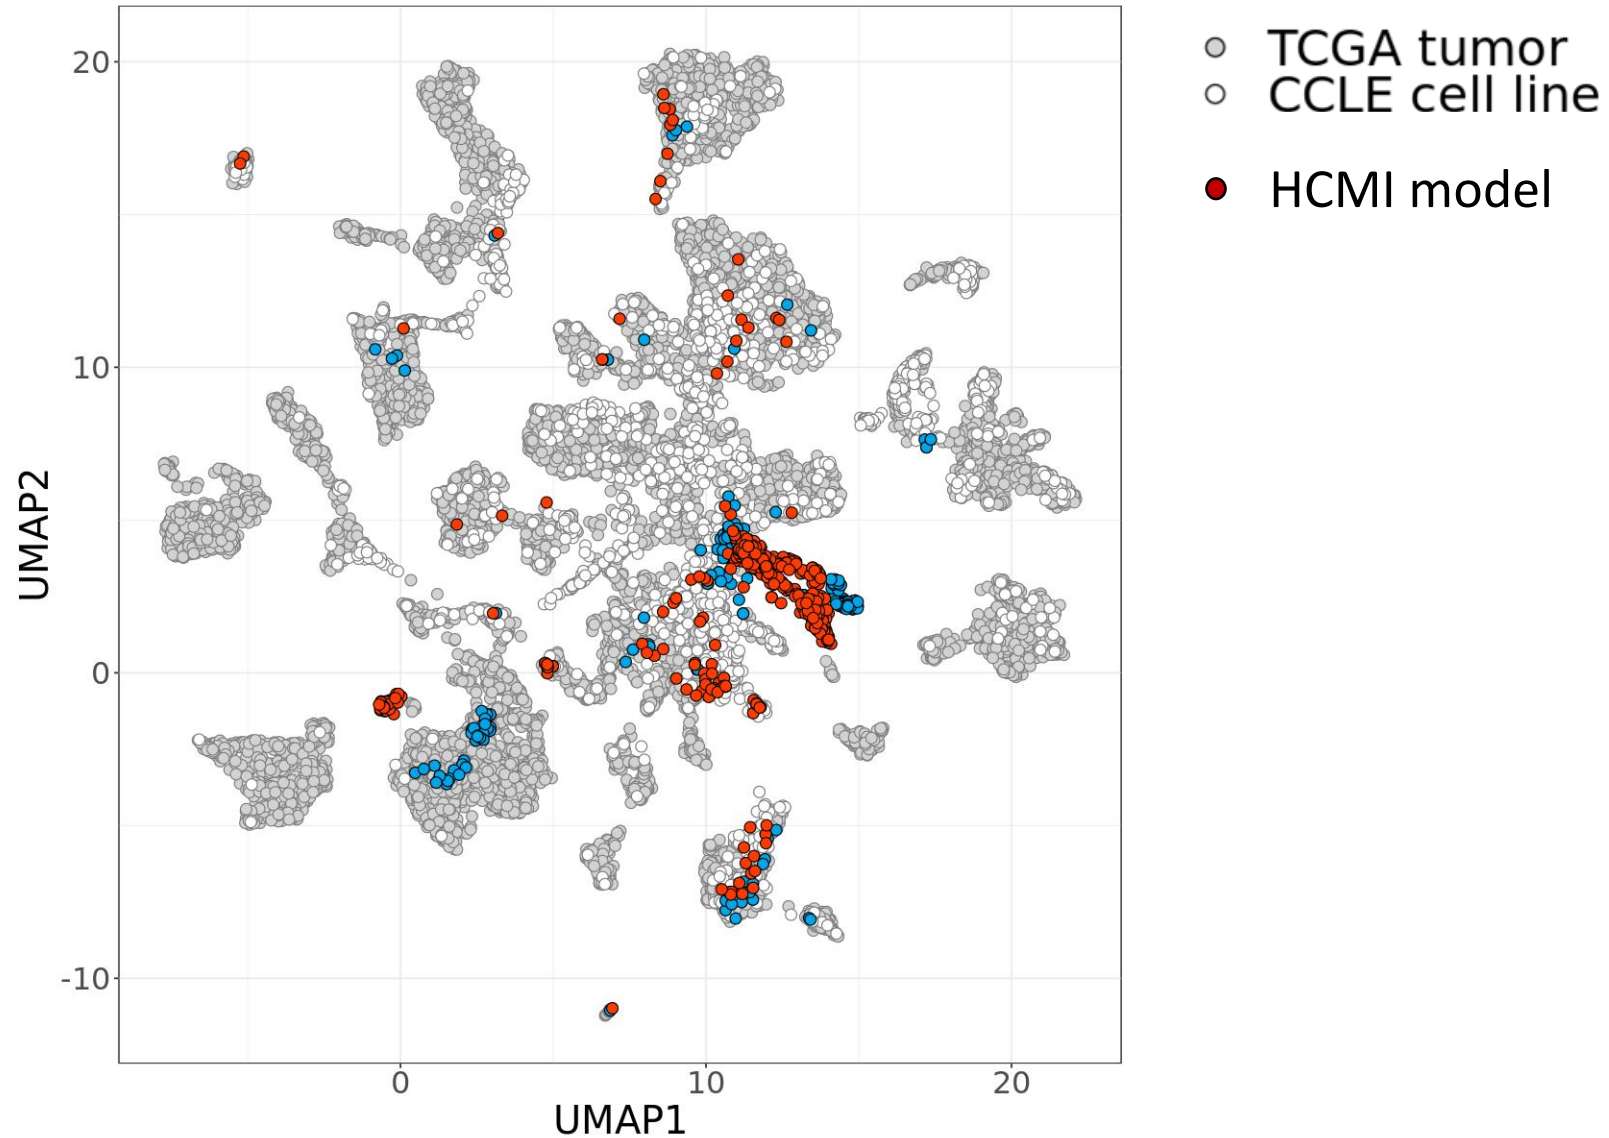 TCGA tumor
CCLE cell line
HCMI model
20
10
0
-10
UMAP2
0 10 20
UMAP1